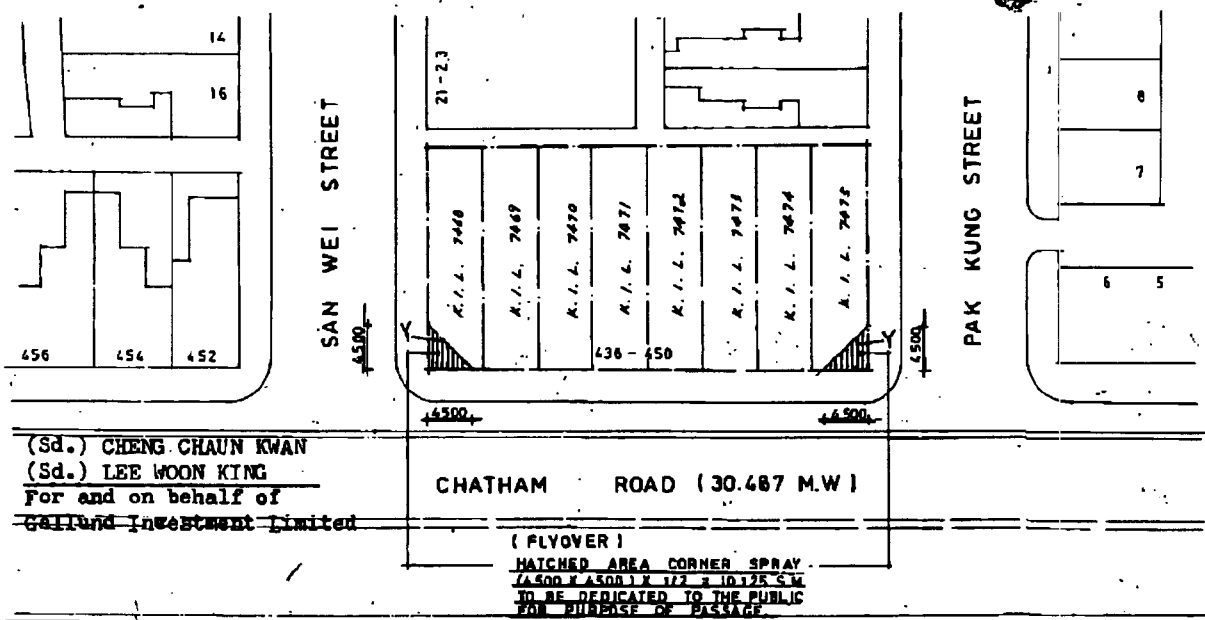 14
16
21-23
8
7
6 5
SAN WEI STREET
PAK KUNG STREET
K.I.L. 7468
K.I.L. 7469
K.I.L. 7470
K.I.L. 7471
K.I.L. 7472
K.I.L. 7473
K.I.L. 7474
K.I.L. 7475
Y
Y
4500
4500
456 454 452
436 - 450
4500
4500
(Sd.) CHENG CHAUN KWAN
(Sd.) LEE WOON KING
For and on behalf of
Gallund Investment Limited
CHATHAM ROAD (30.487 M.W)
(FLYOVER)
HATCHED AREA CORNER SPRAY
(4500 X 4500) X 1/2 = 10.125 S.M
TO BE DEDICATED TO THE PUBLIC
FOR PURPOSE OF PASSAGE.